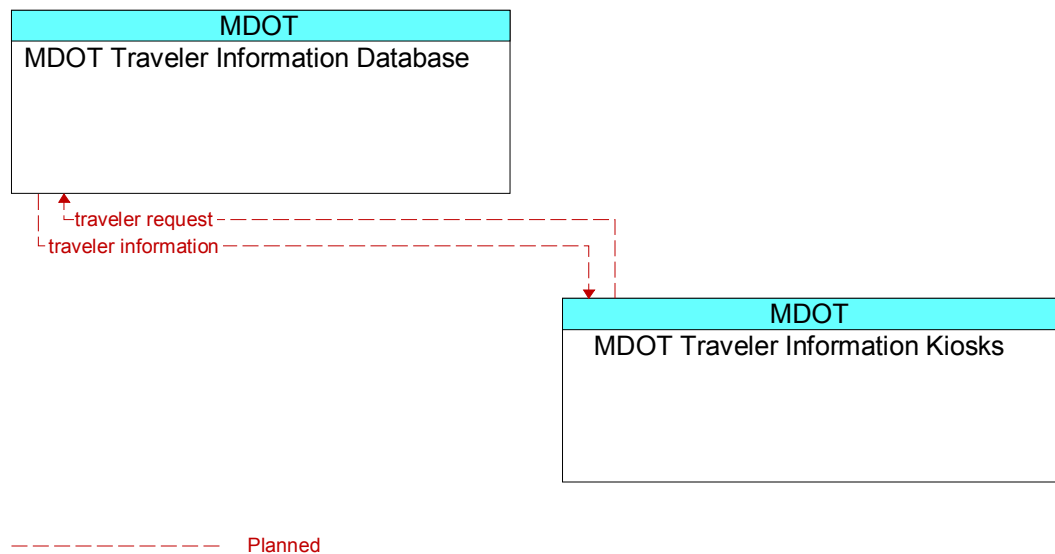 MDOT
MDOT Traveler Information Database
traveler request
traveler information
MDOT
MDOT Traveler Information Kiosks
Planned